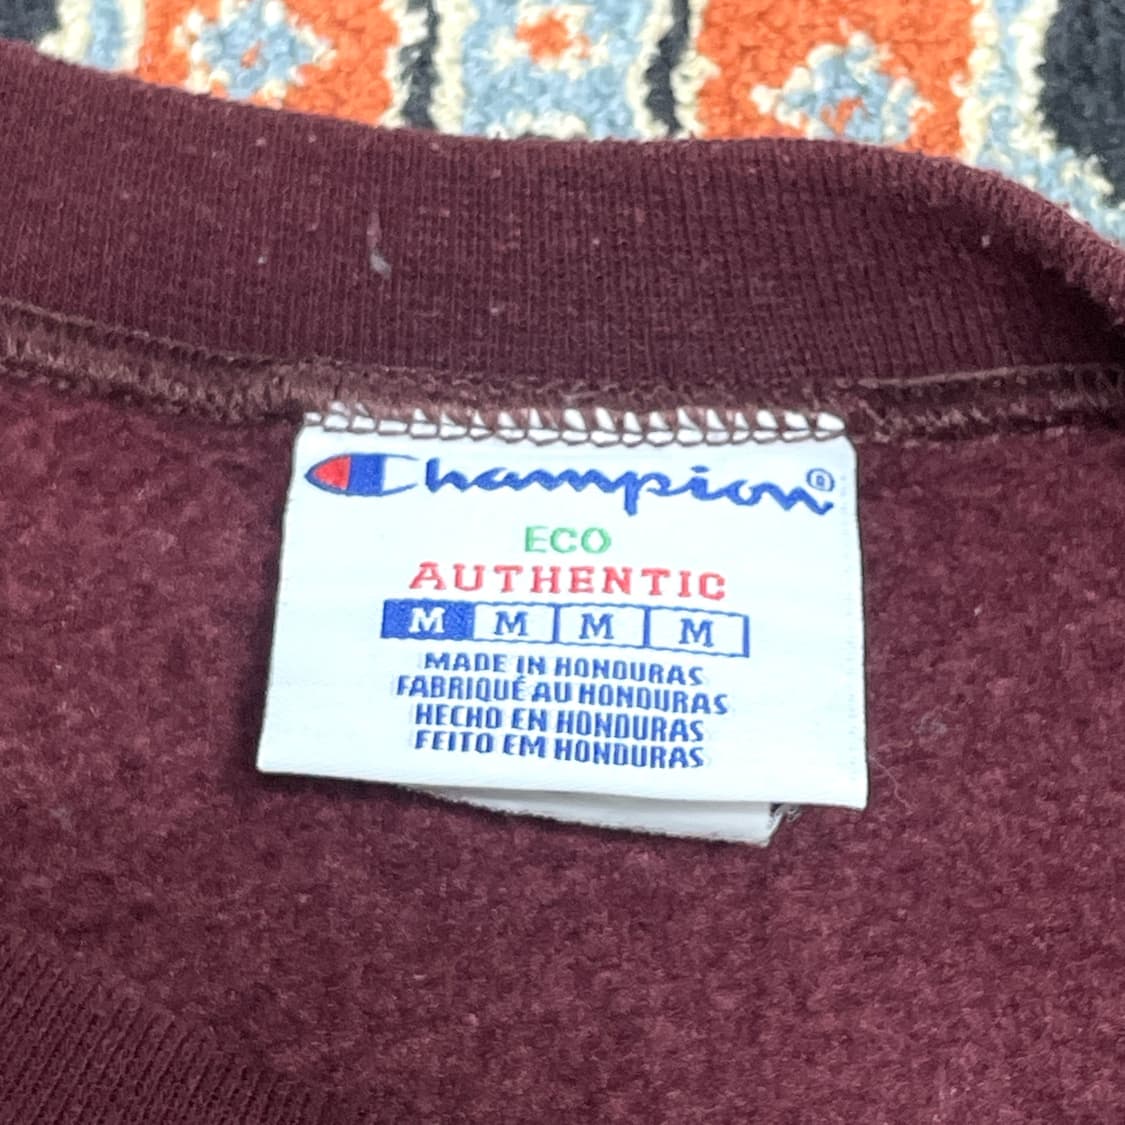 Champion®
ECO
AUTHENTIC
M M M M
MADE IN HONDURAS
FABRIQUÉ AU HONDURAS
HECHO EN HONDURAS
FEITO EM HONDURAS